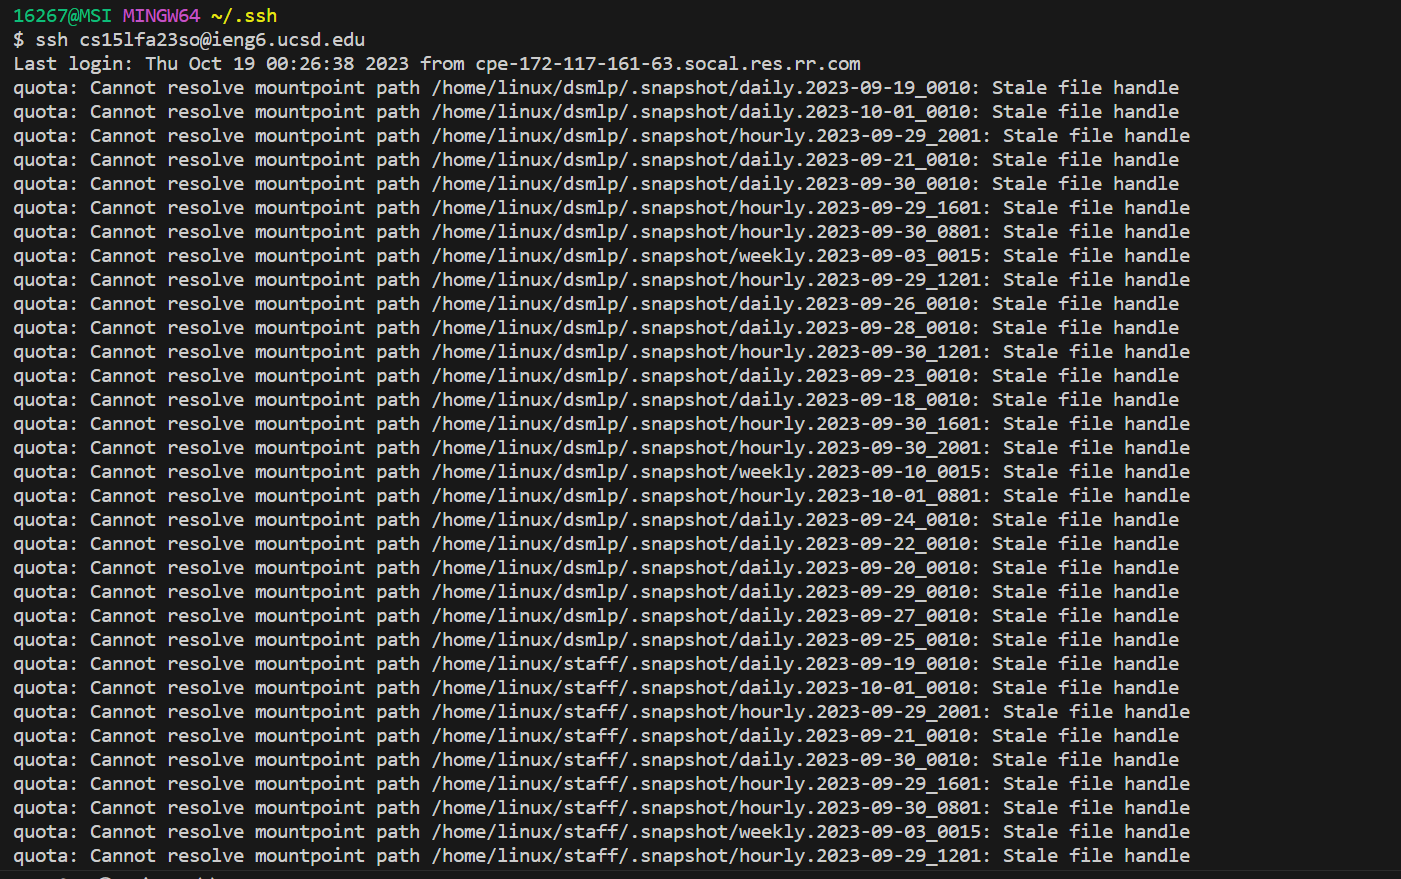 16267@MSI MINGW64 ~/.ssh
$ ssh cs15lfa23so@ieng6.ucsd.edu
Last login: Thu Oct 19 00:26:38 2023 from cpe-172-117-161-63.socal.res.rr.com
quota: Cannot resolve mountpoint path /home/linux/dsmlp/.snapshot/daily.2023-09-19_0010: Stale file handle
quota: Cannot resolve mountpoint path /home/linux/dsmlp/.snapshot/daily.2023-10-01_0010: Stale file handle
quota: Cannot resolve mountpoint path /home/linux/dsmlp/.snapshot/hourly.2023-09-29_2001: Stale file handle
quota: Cannot resolve mountpoint path /home/linux/dsmlp/.snapshot/daily.2023-09-21_0010: Stale file handle
quota: Cannot resolve mountpoint path /home/linux/dsmlp/.snapshot/daily.2023-09-30_0010: Stale file handle
quota: Cannot resolve mountpoint path /home/linux/dsmlp/.snapshot/hourly.2023-09-29_1601: Stale file handle
quota: Cannot resolve mountpoint path /home/linux/dsmlp/.snapshot/hourly.2023-09-30_0801: Stale file handle
quota: Cannot resolve mountpoint path /home/linux/dsmlp/.snapshot/weekly.2023-09-03_0015: Stale file handle
quota: Cannot resolve mountpoint path /home/linux/dsmlp/.snapshot/hourly.2023-09-29_1201: Stale file handle
quota: Cannot resolve mountpoint path /home/linux/dsmlp/.snapshot/daily.2023-09-26_0010: Stale file handle
quota: Cannot resolve mountpoint path /home/linux/dsmlp/.snapshot/daily.2023-09-28_0010: Stale file handle
quota: Cannot resolve mountpoint path /home/linux/dsmlp/.snapshot/hourly.2023-09-30_1201: Stale file handle
quota: Cannot resolve mountpoint path /home/linux/dsmlp/.snapshot/daily.2023-09-23_0010: Stale file handle
quota: Cannot resolve mountpoint path /home/linux/dsmlp/.snapshot/daily.2023-09-18_0010: Stale file handle
quota: Cannot resolve mountpoint path /home/linux/dsmlp/.snapshot/hourly.2023-09-30_1601: Stale file handle
quota: Cannot resolve mountpoint path /home/linux/dsmlp/.snapshot/hourly.2023-09-30_2001: Stale file handle
quota: Cannot resolve mountpoint path /home/linux/dsmlp/.snapshot/weekly.2023-09-10_0015: Stale file handle
quota: Cannot resolve mountpoint path /home/linux/dsmlp/.snapshot/hourly.2023-10-01_0801: Stale file handle
quota: Cannot resolve mountpoint path /home/linux/dsmlp/.snapshot/daily.2023-09-24_0010: Stale file handle
quota: Cannot resolve mountpoint path /home/linux/dsmlp/.snapshot/daily.2023-09-22_0010: Stale file handle
quota: Cannot resolve mountpoint path /home/linux/dsmlp/.snapshot/daily.2023-09-20_0010: Stale file handle
quota: Cannot resolve mountpoint path /home/linux/dsmlp/.snapshot/daily.2023-09-29_0010: Stale file handle
quota: Cannot resolve mountpoint path /home/linux/dsmlp/.snapshot/daily.2023-09-27_0010: Stale file handle
quota: Cannot resolve mountpoint path /home/linux/dsmlp/.snapshot/daily.2023-09-25_0010: Stale file handle
quota: Cannot resolve mountpoint path /home/linux/staff/.snapshot/daily.2023-09-19_0010: Stale file handle
quota: Cannot resolve mountpoint path /home/linux/staff/.snapshot/daily.2023-10-01_0010: Stale file handle
quota: Cannot resolve mountpoint path /home/linux/staff/.snapshot/hourly.2023-09-29_2001: Stale file handle
quota: Cannot resolve mountpoint path /home/linux/staff/.snapshot/daily.2023-09-21_0010: Stale file handle
quota: Cannot resolve mountpoint path /home/linux/staff/.snapshot/daily.2023-09-30_0010: Stale file handle
quota: Cannot resolve mountpoint path /home/linux/staff/.snapshot/hourly.2023-09-29_1601: Stale file handle
quota: Cannot resolve mountpoint path /home/linux/staff/.snapshot/hourly.2023-09-30_0801: Stale file handle
quota: Cannot resolve mountpoint path /home/linux/staff/.snapshot/weekly.2023-09-03_0015: Stale file handle
quota: Cannot resolve mountpoint path /home/linux/staff/.snapshot/hourly.2023-09-29_1201: Stale file handle